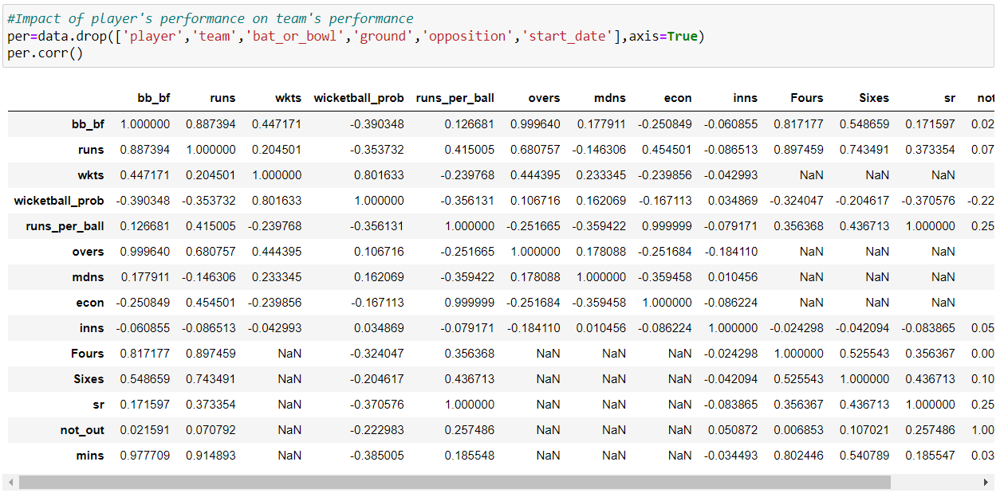 #Impact of player's performance on team's performance
per=data.drop(['player','team','bat_or_bowl','ground','opposition','start_date'],axis=True)
per.corr()
bb_bf runs wkts wicketball_prob runs_per_ball overs mdns econ inns Fours Sixes sr not
bb_bf 1.000000 0.887394 0.447171 -0.390348 0.126681 0.999640 0.177911 -0.250849 -0.060855 0.817177 0.548659 0.171597 0.02
runs 0.887394 1.000000 0.204501 -0.353732 0.415005 0.680757 -0.146306 0.454501 -0.086513 0.897459 0.743491 0.373354 0.07
wkts 0.447171 0.204501 1.000000 0.801633 -0.239768 0.444395 0.233345 -0.239856 -0.042993 NaN NaN NaN
wicketball_prob -0.390348 -0.353732 0.801633 1.000000 -0.356131 0.106716 0.162069 -0.167113 0.034869 -0.324047 -0.204617 -0.370576 -0.22
runs_per_ball 0.126681 0.415005 -0.239768 -0.356131 1.000000 -0.251665 -0.359422 0.999999 -0.079171 0.356368 0.436713 1.000000 0.25
overs 0.999640 0.680757 0.444395 0.106716 -0.251665 1.000000 0.178088 -0.251684 -0.184110 NaN NaN NaN
mdns 0.177911 -0.146306 0.233345 0.162069 -0.359422 0.178088 1.000000 -0.359458 0.010456 NaN NaN NaN
econ -0.250849 0.454501 -0.239856 -0.167113 0.999999 -0.251684 -0.359458 1.000000 -0.086224 NaN NaN NaN
inns -0.060855 -0.086513 -0.042993 0.034869 -0.079171 -0.184110 0.010456 -0.086224 1.000000 -0.024298 -0.042094 -0.083865 0.05
Fours 0.817177 0.897459 NaN -0.324047 0.356368 NaN NaN NaN -0.024298 1.000000 0.525543 0.356367 0.00
Sixes 0.548659 0.743491 NaN -0.204617 0.436713 NaN NaN NaN -0.042094 0.525543 1.000000 0.436713 0.10
sr 0.171597 0.373354 NaN -0.370576 1.000000 NaN NaN NaN -0.083865 0.356367 0.436713 1.000000 0.25
not_out 0.021591 0.070792 NaN -0.222983 0.257486 NaN NaN NaN 0.050872 0.006853 0.107021 0.257486 1.00
mins 0.977709 0.914893 NaN -0.385005 0.185548 NaN NaN NaN -0.034493 0.802446 0.540789 0.185547 0.03